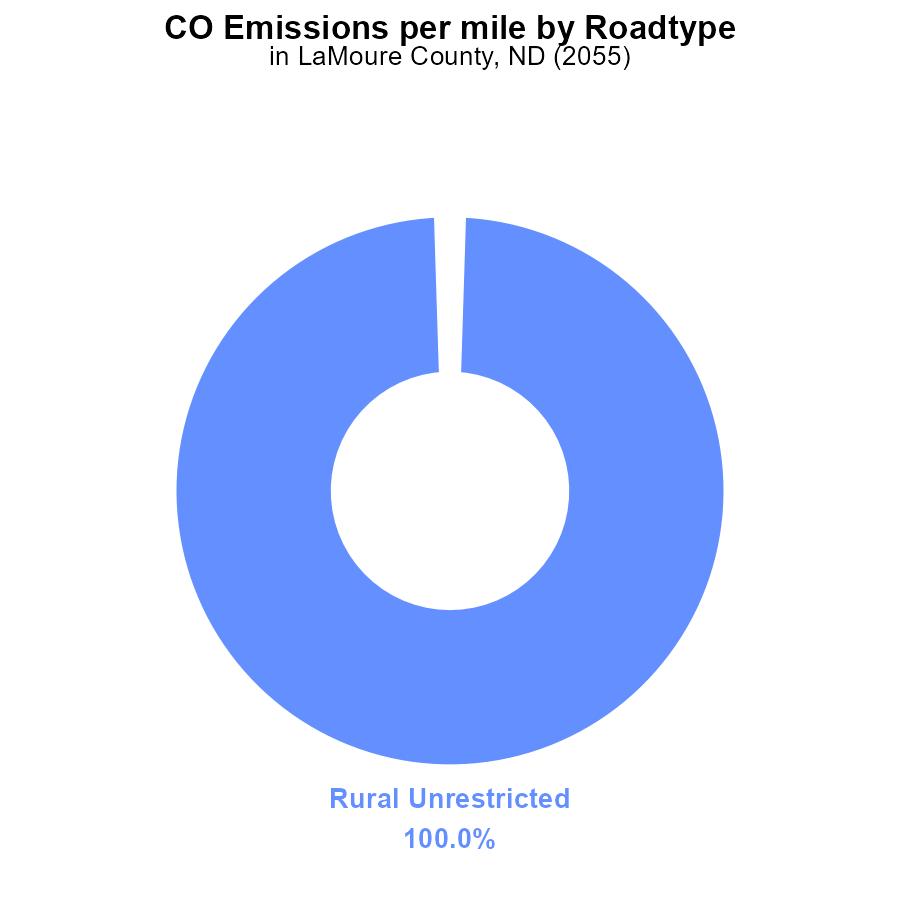 CO Emissions per mile by Roadtype
in LaMoure County, ND (2055)
Rural Unrestricted
100.0%